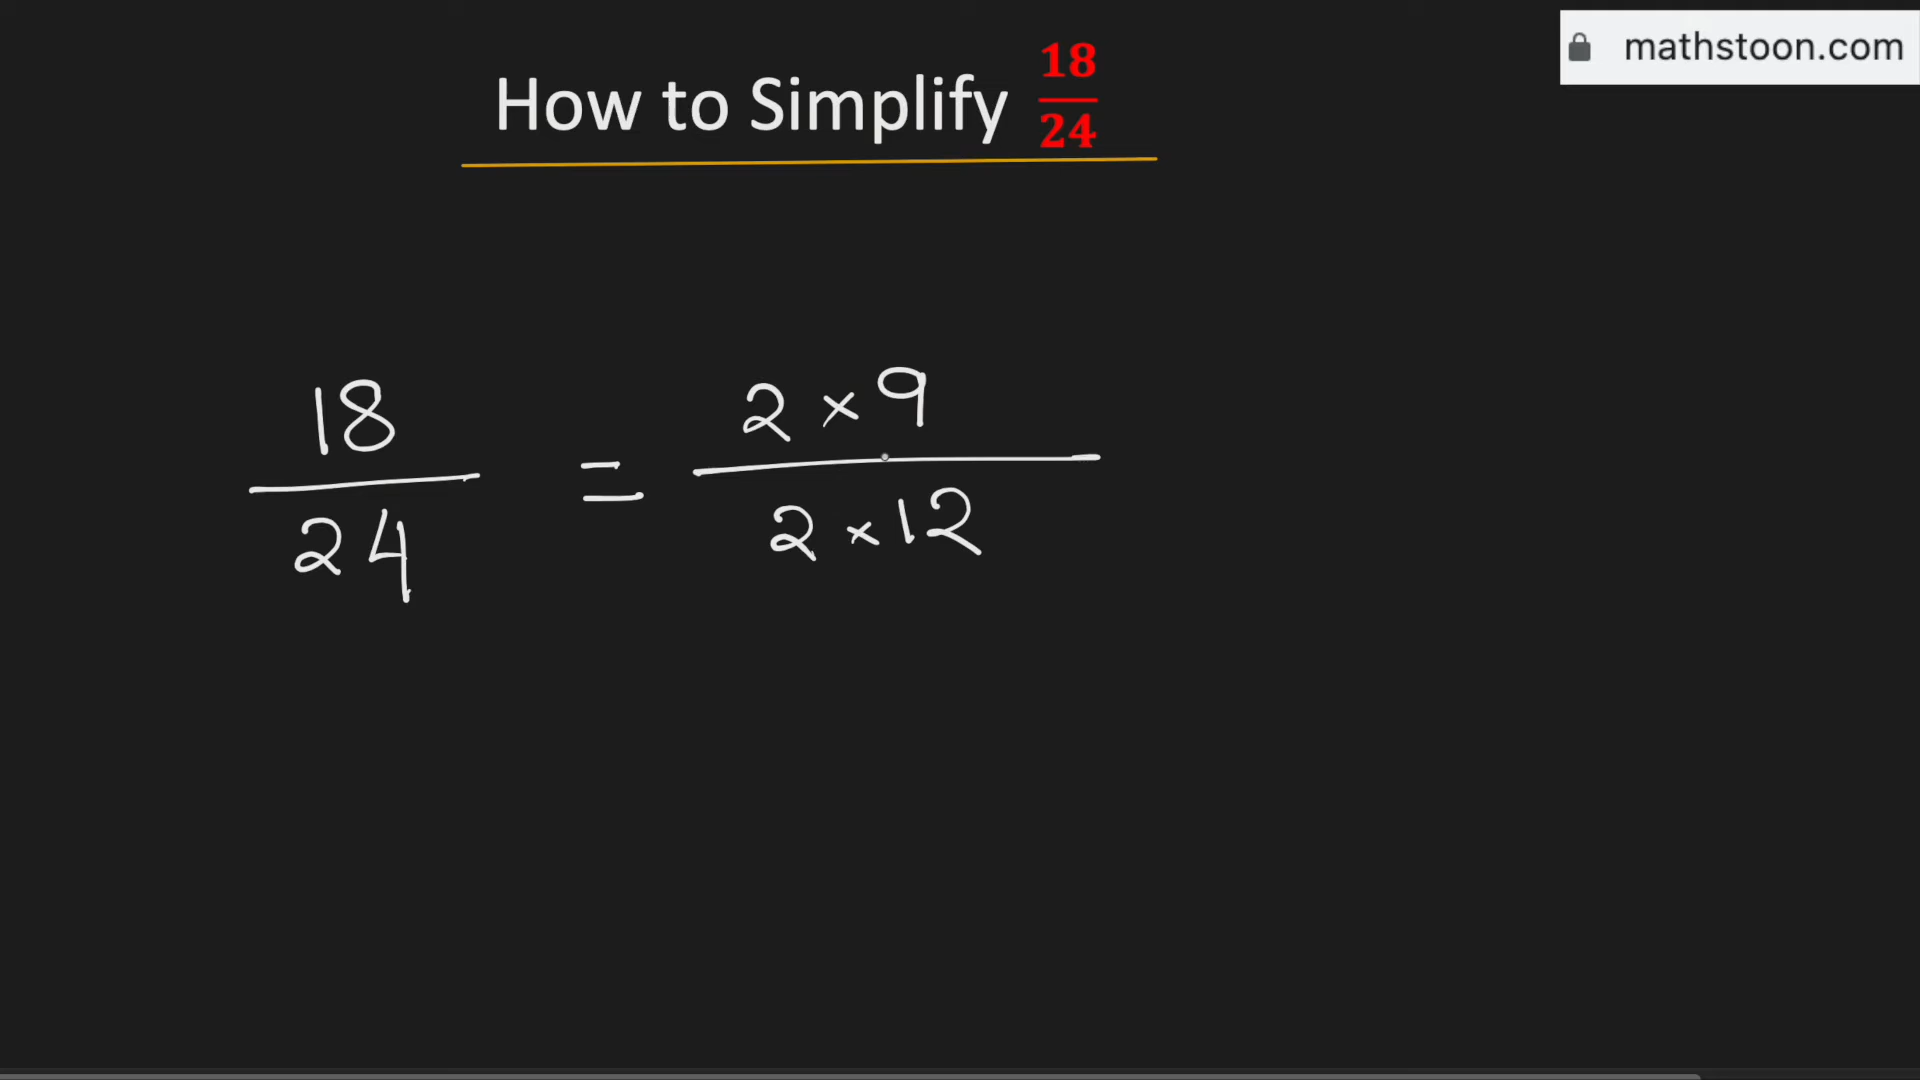 mathstoon.com
How to Simplify 18/24
18/24 = 2 × 9 / 2 × 12